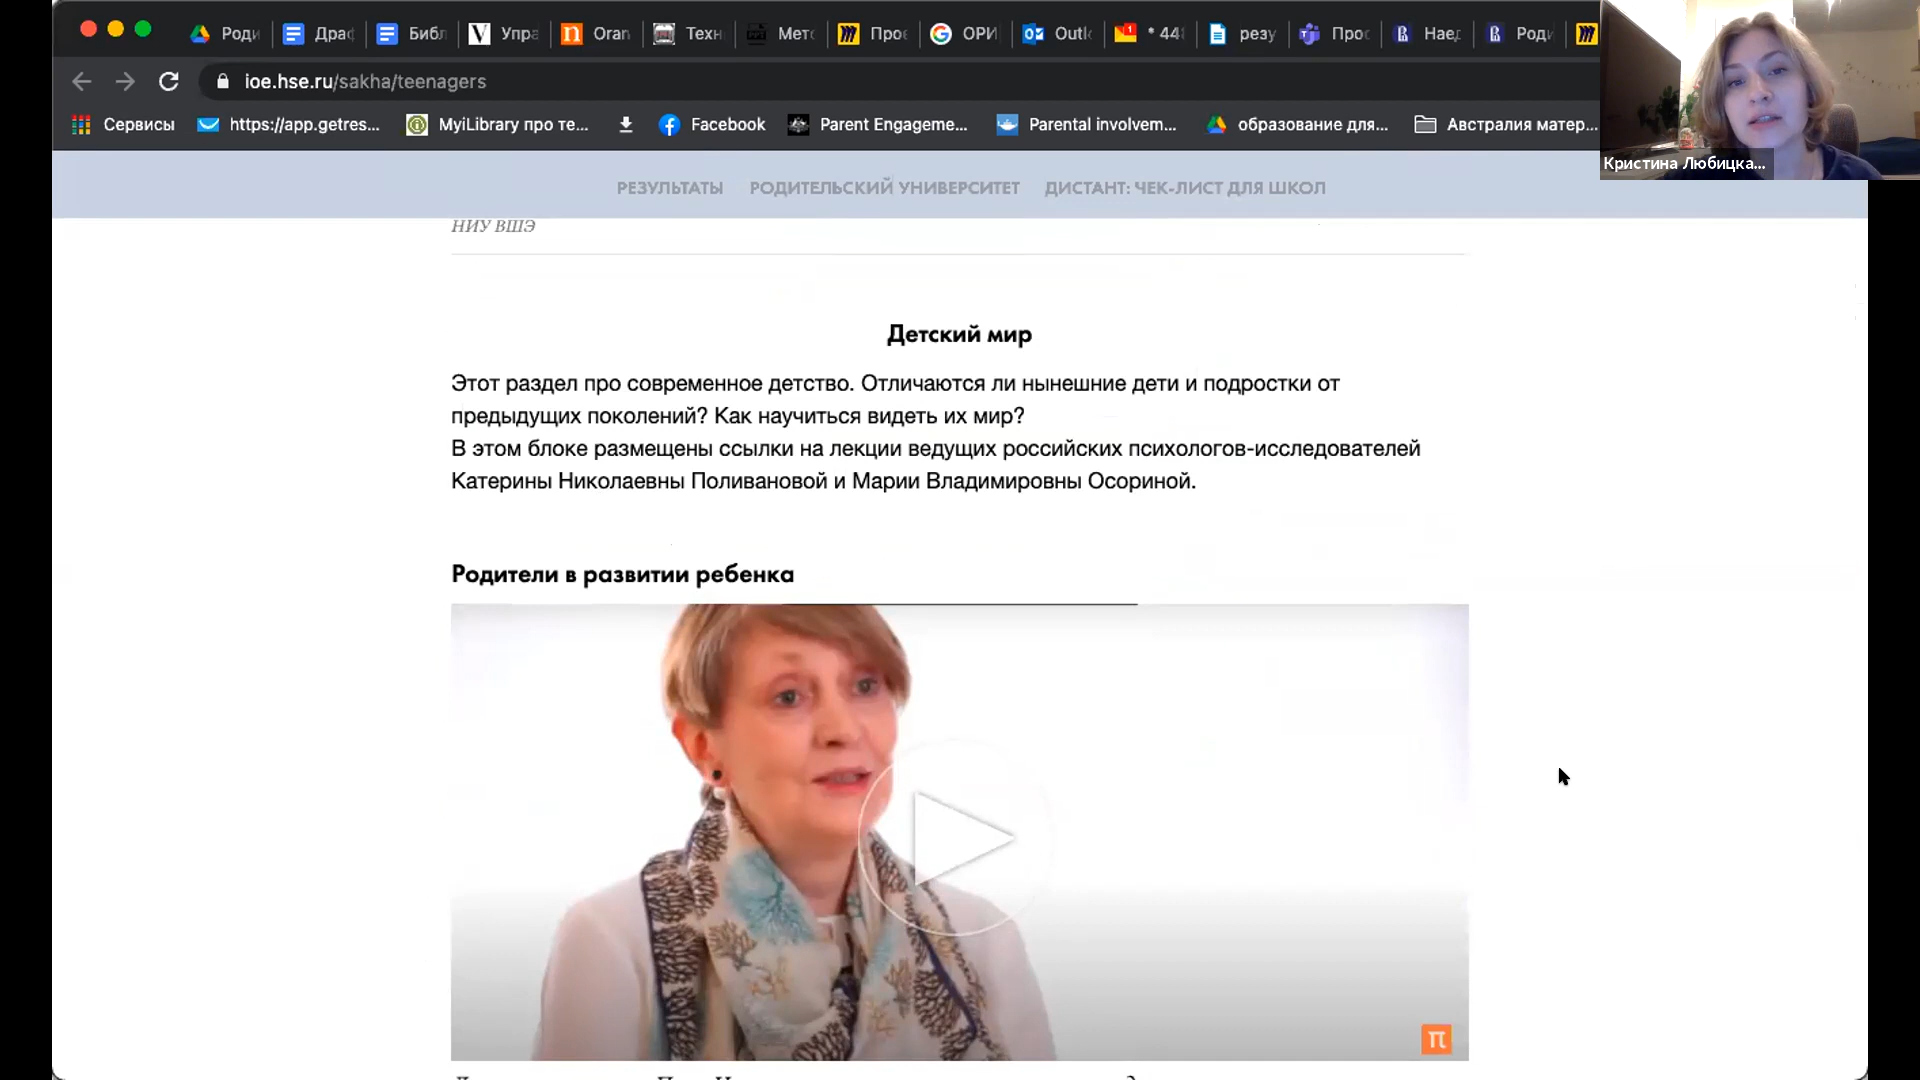 Роди
Драф
Библ
Упра
Oran
Техн
Мето
Прое
ОРИ
Outl
* 44
резу
Прос
Наед
Роди
ioe.hse.ru/sakha/teenagers
Сервисы
https://app.getres...
MyiLibrary про те...
Facebook
Parent Engageme...
Parental involvem...
образование для...
Австралия матер...
Кристина Любицка...
РЕЗУЛЬТАТЫ РОДИТЕЛЬСКИЙ УНИВЕРСИТЕТ ДИСТАНТ: ЧЕК-ЛИСТ ДЛЯ ШКОЛ
НИУ ВШЭ
Детский мир
Этот раздел про современное детство. Отличаются ли нынешние дети и подростки от
предыдущих поколений? Как научиться видеть их мир?
В этом блоке размещены ссылки на лекции ведущих российских психологов-исследователей
Катерины Николаевны Поливановой и Марии Владимировны Осориной.
Родители в развитии ребенка
π